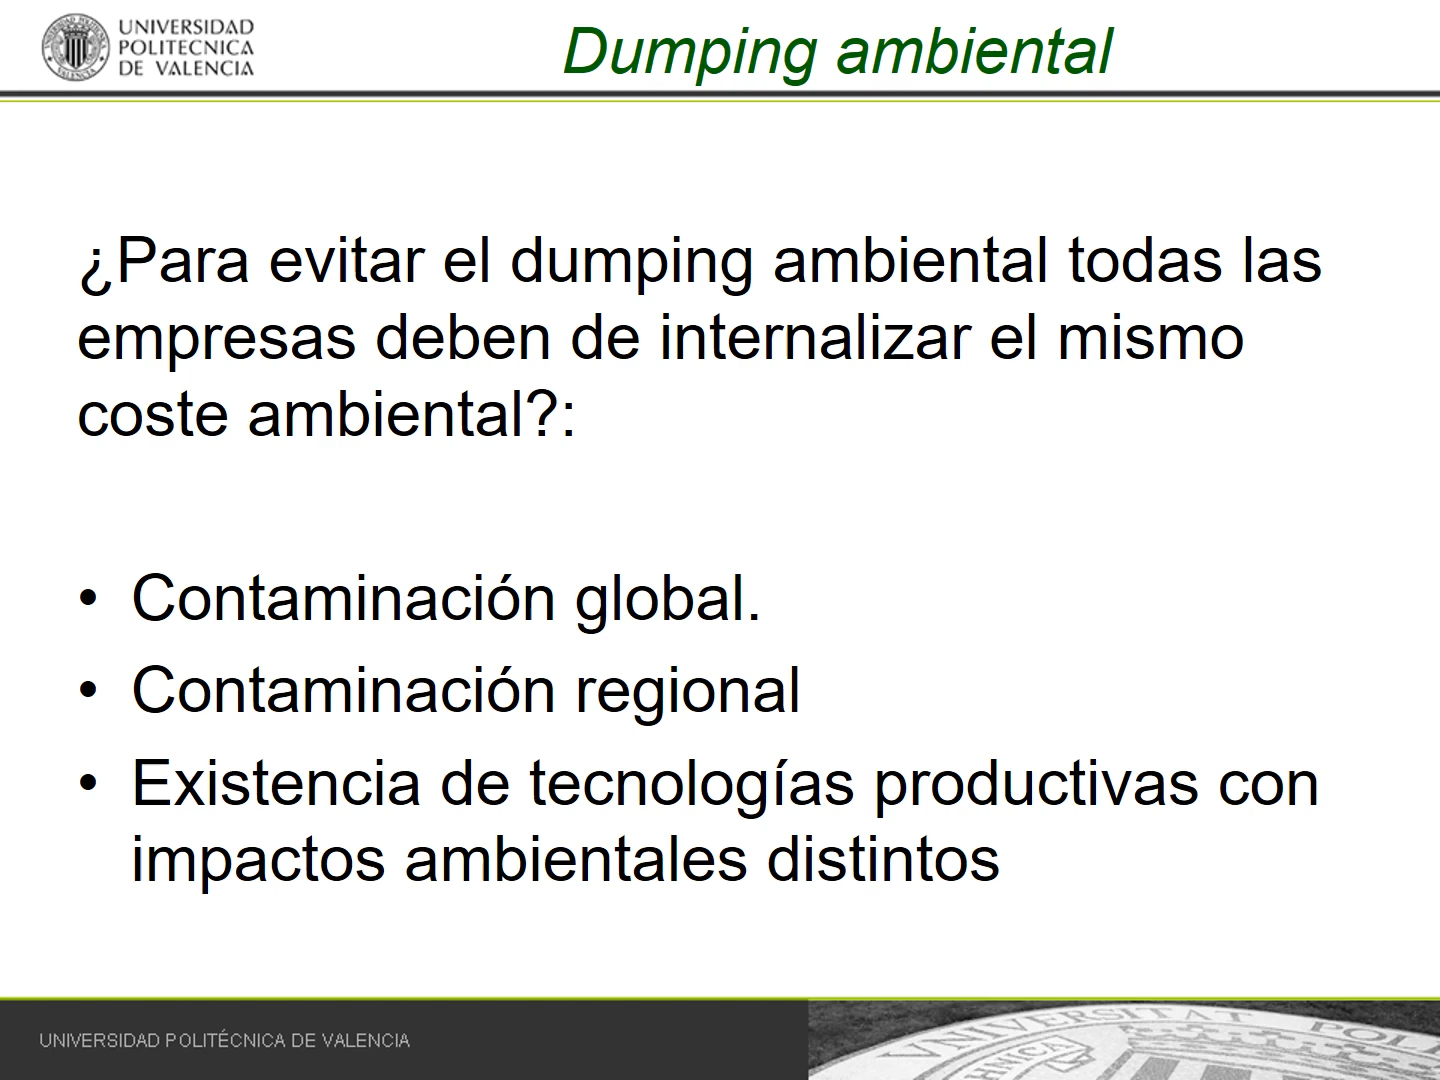 UNIVERSIDAD
POLITECNICA
DE VALENCIA
Dumping ambiental
¿Para evitar el dumping ambiental todas las
empresas deben de internalizar el mismo
coste ambiental?:
• Contaminación global.
• Contaminación regional
• Existencia de tecnologías productivas con
impactos ambientales distintos
UNIVERSIDAD POLITÉCNICA DE VALENCIA